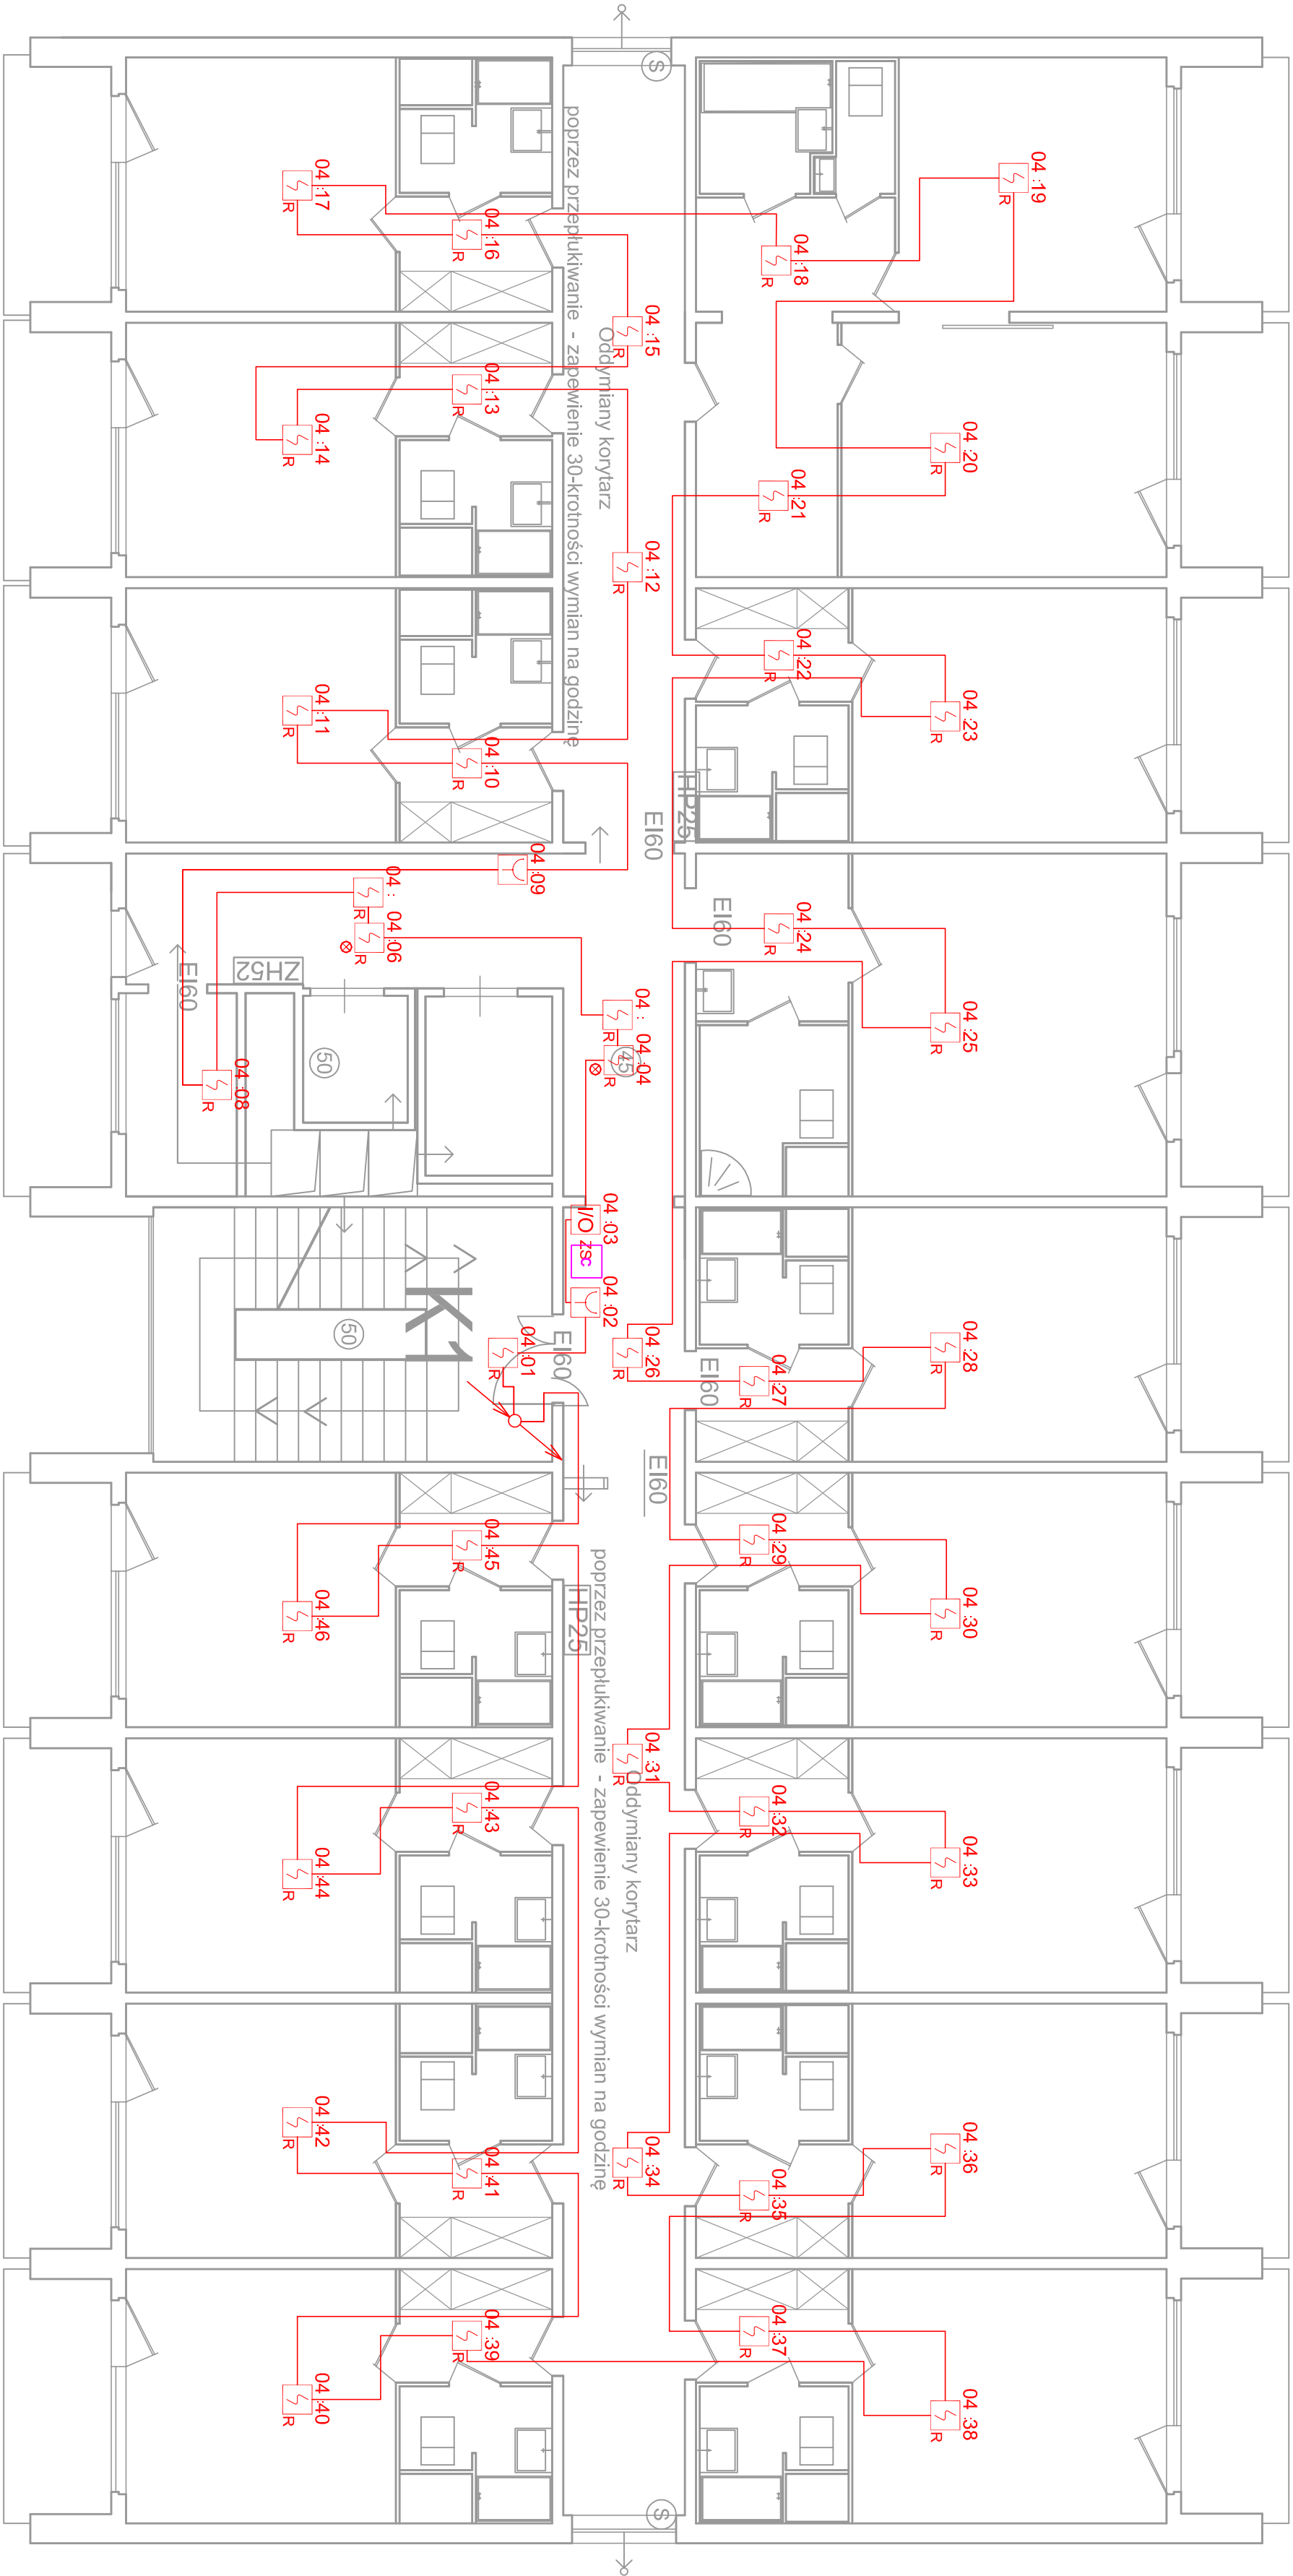 S
poprzez przepłukiwanie - zapewienie 30-krotności wymian na godzinę
Oddymiany korytarz
04 :19
R
04 :17
R
04 :16
R
04 :18
R
04 :15
R
04 :13
R
04 :14
R
04 :20
R
04 :21
R
04 :12
R
04 :22
R
04 :23
R
04 :11
R
04 :10
R
HP25
EI60
04 :09
04 :
R
04 :06
R
EI60
04 :24
R
04 :25
R
ZH52
EI60
50
04 :
R
04 :04
45
R
04 :08
R
04 :03
I/O
zsc
04 :02
K1
50
04 :01
R
EI60
04 :26
R
04 :27
R
04 :28
R
EI60
EI60
04 :45
R
04 :46
R
04 :29
R
04 :30
R
HP25
poprzez przepłukiwanie - zapewienie 30-krotności wymian na godzinę
Oddymiany korytarz
04 :31
R
04 :32
R
04 :33
R
04 :43
R
04 :44
R
04 :42
R
04 :41
R
04 :34
R
04 :35
R
04 :36
R
04 :39
R
04 :40
R
04 :37
R
04 :38
R
S